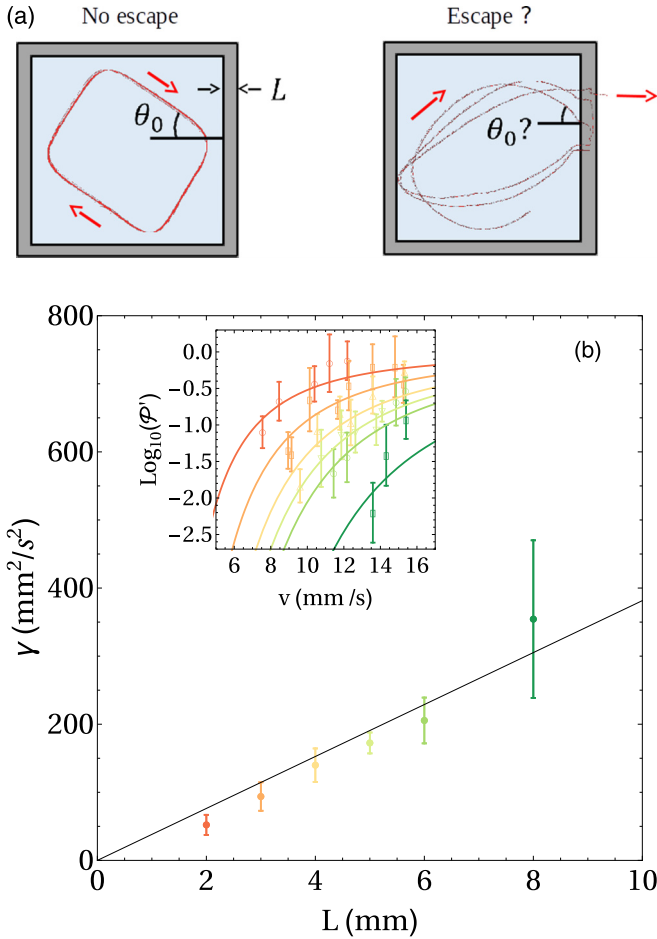 (a)
No escape
Escape ?
L
θ₀
θ₀?
(b)
800
600
400
200
0
γ (mm²/s²)
0.0
−0.5
−1.0
−1.5
−2.0
−2.5
Log₁₀(𝒫')
6 8 10 12 14 16
v (mm /s)
0 2 4 6 8 10
L (mm)